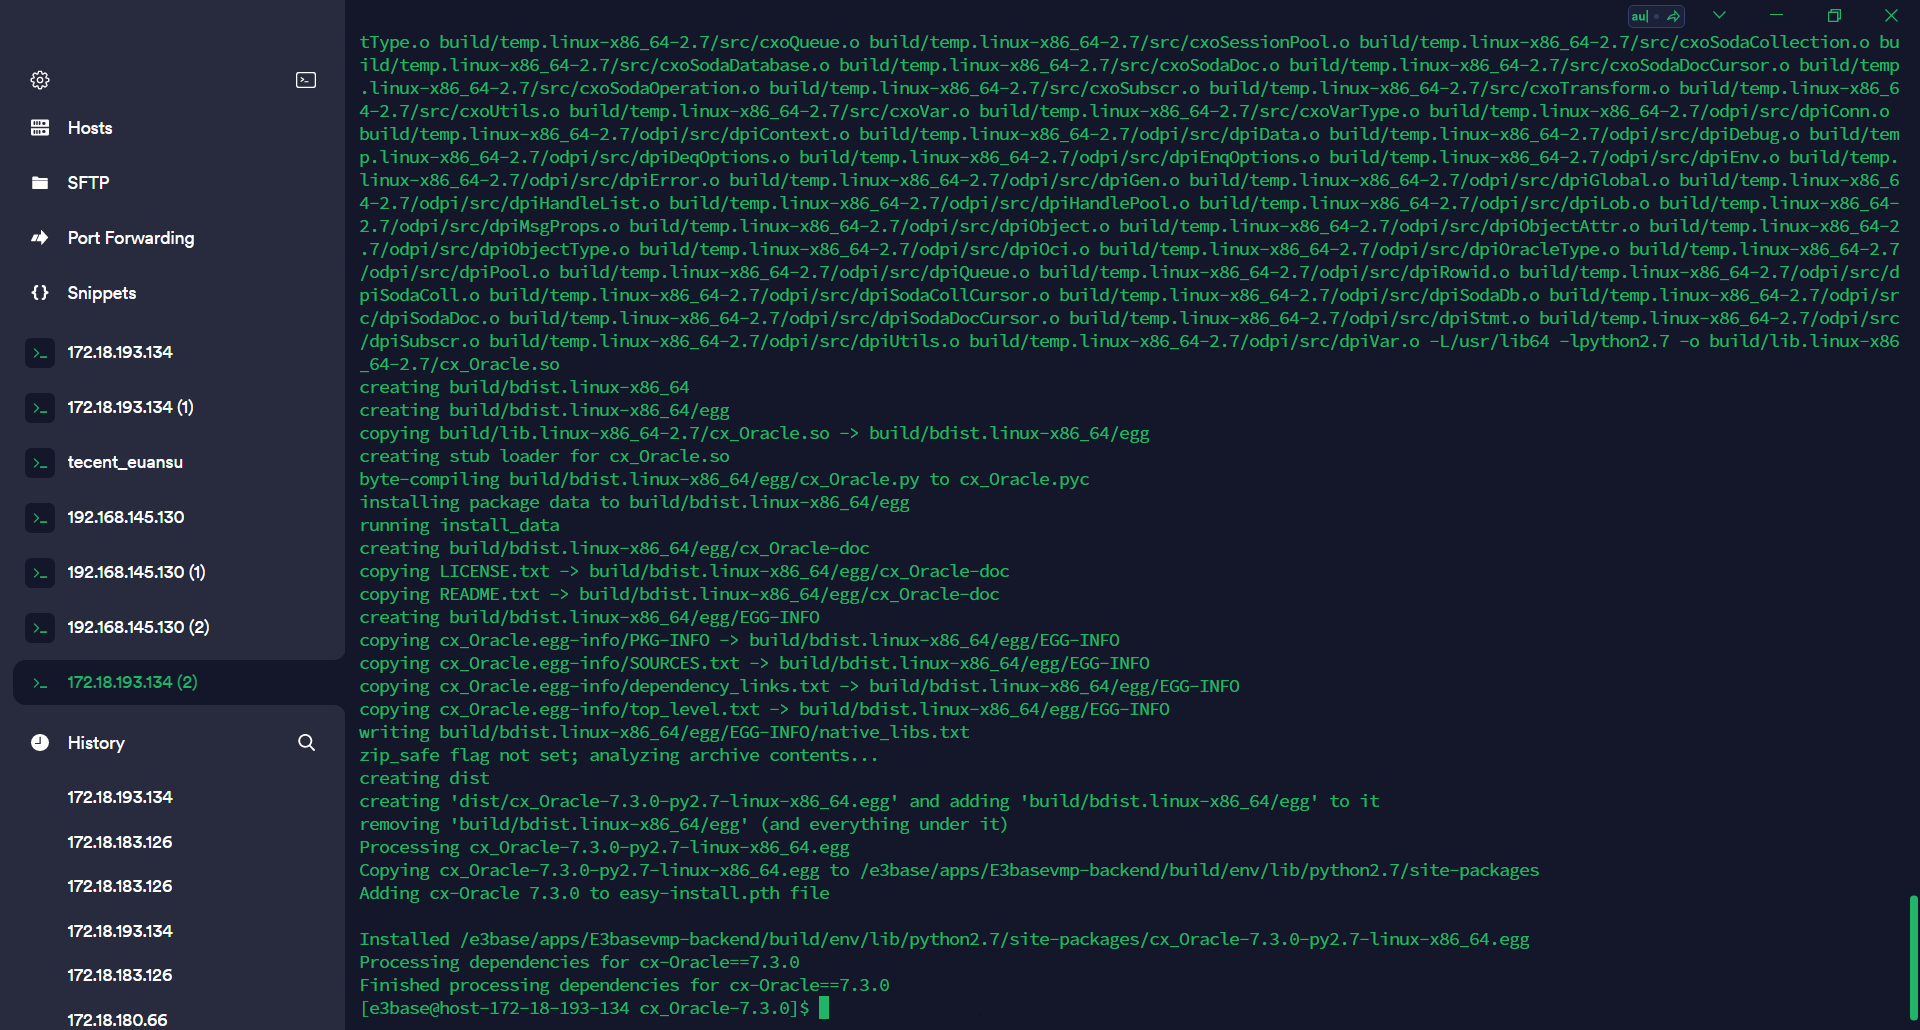 au|
Hosts
SFTP
Port Forwarding
Snippets
172.18.193.134
172.18.193.134 (1)
tecent_euansu
192.168.145.130
192.168.145.130 (1)
192.168.145.130 (2)
172.18.193.134 (2)
History
172.18.193.134
172.18.183.126
172.18.183.126
172.18.193.134
172.18.183.126
172.18.180.66
tType.o build/temp.linux-x86_64-2.7/src/cxoQueue.o build/temp.linux-x86_64-2.7/src/cxoSessionPool.o build/temp.linux-x86_64-2.7/src/cxoSodaCollection.o bu
ild/temp.linux-x86_64-2.7/src/cxoSodaDatabase.o build/temp.linux-x86_64-2.7/src/cxoSodaDoc.o build/temp.linux-x86_64-2.7/src/cxoSodaDocCursor.o build/temp
.linux-x86_64-2.7/src/cxoSodaOperation.o build/temp.linux-x86_64-2.7/src/cxoSubscr.o build/temp.linux-x86_64-2.7/src/cxoTransform.o build/temp.linux-x86_6
4-2.7/src/cxoUtils.o build/temp.linux-x86_64-2.7/src/cxoVar.o build/temp.linux-x86_64-2.7/src/cxoVarType.o build/temp.linux-x86_64-2.7/odpi/src/dpiConn.o
build/temp.linux-x86_64-2.7/odpi/src/dpiContext.o build/temp.linux-x86_64-2.7/odpi/src/dpiData.o build/temp.linux-x86_64-2.7/odpi/src/dpiDebug.o build/tem
p.linux-x86_64-2.7/odpi/src/dpiDeqOptions.o build/temp.linux-x86_64-2.7/odpi/src/dpiEnqOptions.o build/temp.linux-x86_64-2.7/odpi/src/dpiEnv.o build/temp.
linux-x86_64-2.7/odpi/src/dpiError.o build/temp.linux-x86_64-2.7/odpi/src/dpiGen.o build/temp.linux-x86_64-2.7/odpi/src/dpiGlobal.o build/temp.linux-x86_6
4-2.7/odpi/src/dpiHandleList.o build/temp.linux-x86_64-2.7/odpi/src/dpiHandlePool.o build/temp.linux-x86_64-2.7/odpi/src/dpiLob.o build/temp.linux-x86_64-
2.7/odpi/src/dpiMsgProps.o build/temp.linux-x86_64-2.7/odpi/src/dpiObject.o build/temp.linux-x86_64-2.7/odpi/src/dpiObjectAttr.o build/temp.linux-x86_64-2
.7/odpi/src/dpiObjectType.o build/temp.linux-x86_64-2.7/odpi/src/dpiOci.o build/temp.linux-x86_64-2.7/odpi/src/dpiOracleType.o build/temp.linux-x86_64-2.7
/odpi/src/dpiPool.o build/temp.linux-x86_64-2.7/odpi/src/dpiQueue.o build/temp.linux-x86_64-2.7/odpi/src/dpiRowid.o build/temp.linux-x86_64-2.7/odpi/src/d
piSodaColl.o build/temp.linux-x86_64-2.7/odpi/src/dpiSodaCollCursor.o build/temp.linux-x86_64-2.7/odpi/src/dpiSodaDb.o build/temp.linux-x86_64-2.7/odpi/sr
c/dpiSodaDoc.o build/temp.linux-x86_64-2.7/odpi/src/dpiSodaDocCursor.o build/temp.linux-x86_64-2.7/odpi/src/dpiStmt.o build/temp.linux-x86_64-2.7/odpi/src
/dpiSubscr.o build/temp.linux-x86_64-2.7/odpi/src/dpiUtils.o build/temp.linux-x86_64-2.7/odpi/src/dpiVar.o -L/usr/lib64 -lpython2.7 -o build/lib.linux-x86
_64-2.7/cx_Oracle.so
creating build/bdist.linux-x86_64
creating build/bdist.linux-x86_64/egg
copying build/lib.linux-x86_64-2.7/cx_Oracle.so -> build/bdist.linux-x86_64/egg
creating stub loader for cx_Oracle.so
byte-compiling build/bdist.linux-x86_64/egg/cx_Oracle.py to cx_Oracle.pyc
installing package data to build/bdist.linux-x86_64/egg
running install_data
creating build/bdist.linux-x86_64/egg/cx_Oracle-doc
copying LICENSE.txt -> build/bdist.linux-x86_64/egg/cx_Oracle-doc
copying README.txt -> build/bdist.linux-x86_64/egg/cx_Oracle-doc
creating build/bdist.linux-x86_64/egg/EGG-INFO
copying cx_Oracle.egg-info/PKG-INFO -> build/bdist.linux-x86_64/egg/EGG-INFO
copying cx_Oracle.egg-info/SOURCES.txt -> build/bdist.linux-x86_64/egg/EGG-INFO
copying cx_Oracle.egg-info/dependency_links.txt -> build/bdist.linux-x86_64/egg/EGG-INFO
copying cx_Oracle.egg-info/top_level.txt -> build/bdist.linux-x86_64/egg/EGG-INFO
writing build/bdist.linux-x86_64/egg/EGG-INFO/native_libs.txt
zip_safe flag not set; analyzing archive contents...
creating dist
creating 'dist/cx_Oracle-7.3.0-py2.7-linux-x86_64.egg' and adding 'build/bdist.linux-x86_64/egg' to it
removing 'build/bdist.linux-x86_64/egg' (and everything under it)
Processing cx_Oracle-7.3.0-py2.7-linux-x86_64.egg
Copying cx_Oracle-7.3.0-py2.7-linux-x86_64.egg to /e3base/apps/E3basevmp-backend/build/env/lib/python2.7/site-packages
Adding cx-Oracle 7.3.0 to easy-install.pth file
Installed /e3base/apps/E3basevmp-backend/build/env/lib/python2.7/site-packages/cx_Oracle-7.3.0-py2.7-linux-x86_64.egg
Processing dependencies for cx-Oracle==7.3.0
Finished processing dependencies for cx-Oracle==7.3.0
[e3base@host-172-18-193-134 cx_Oracle-7.3.0]$